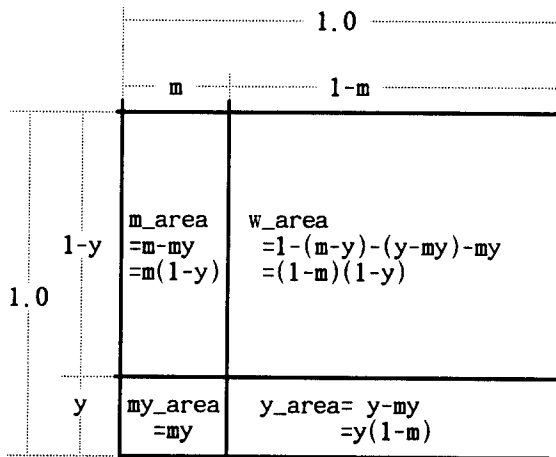 1.0
m
1-m
m_area
=m-my
=m(1-y)
w_area
=1-(m-y)-(y-my)-my
=(1-m)(1-y)
1-y
1.0
y
my_area
=my
y_area= y-my
=y(1-m)